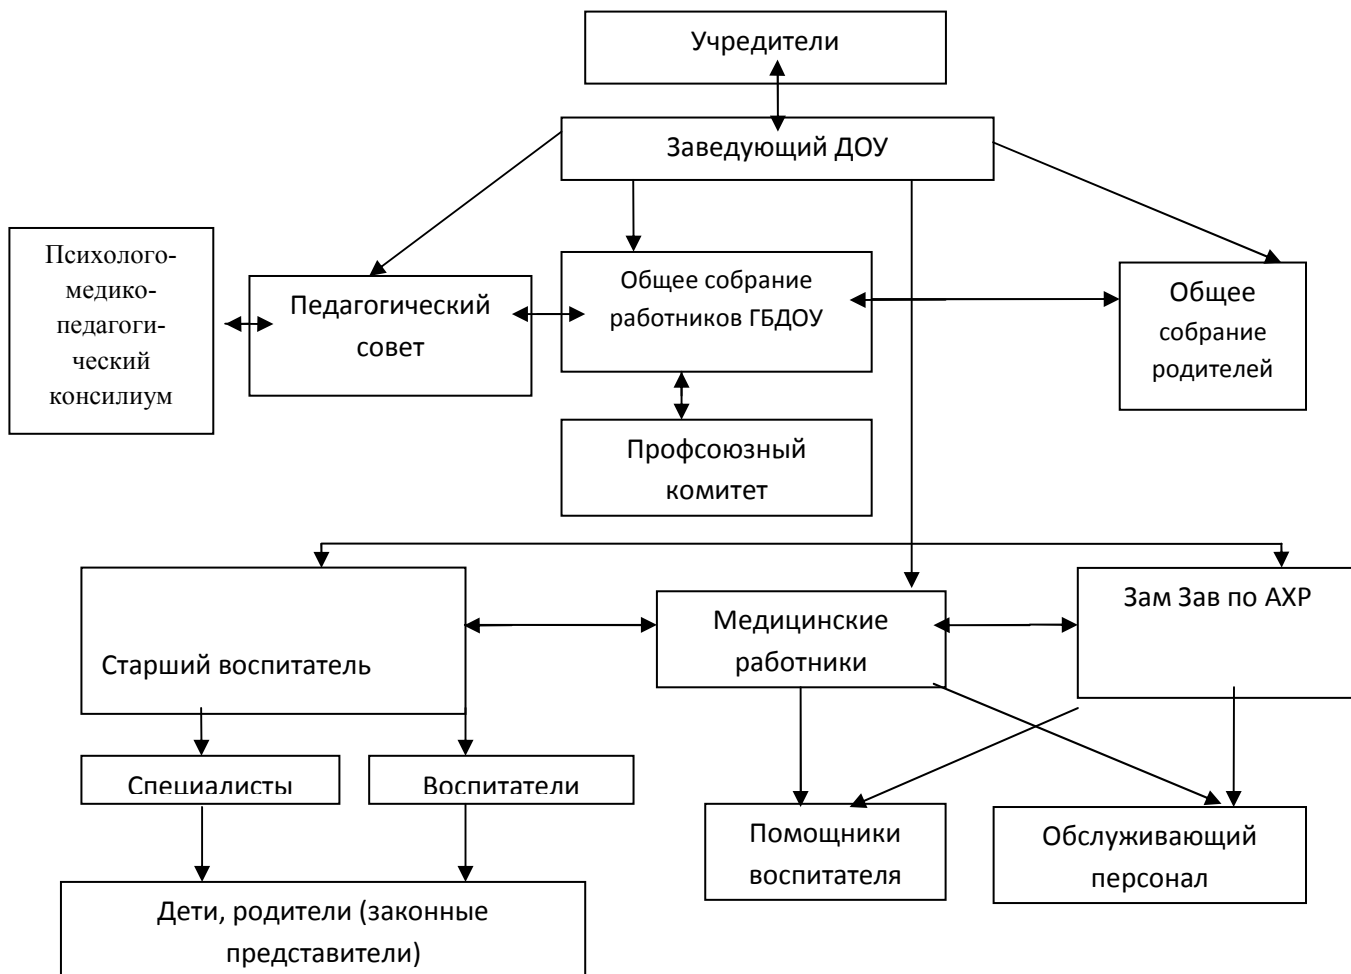 Учредители
Заведующий ДОУ
Психолого-
медико-
педагоги-
ческий
консилиум
Педагогический
совет
Общее собрание
работников ГБДОУ
Общее
собрание
родителей
Профсоюзный
комитет
Старший воспитатель
Медицинские
работники
Зам Зав по АХР
Специалисты
Воспитатели
Помощники
воспитателя
Обслуживающий
персонал
Дети, родители (законные
представители)